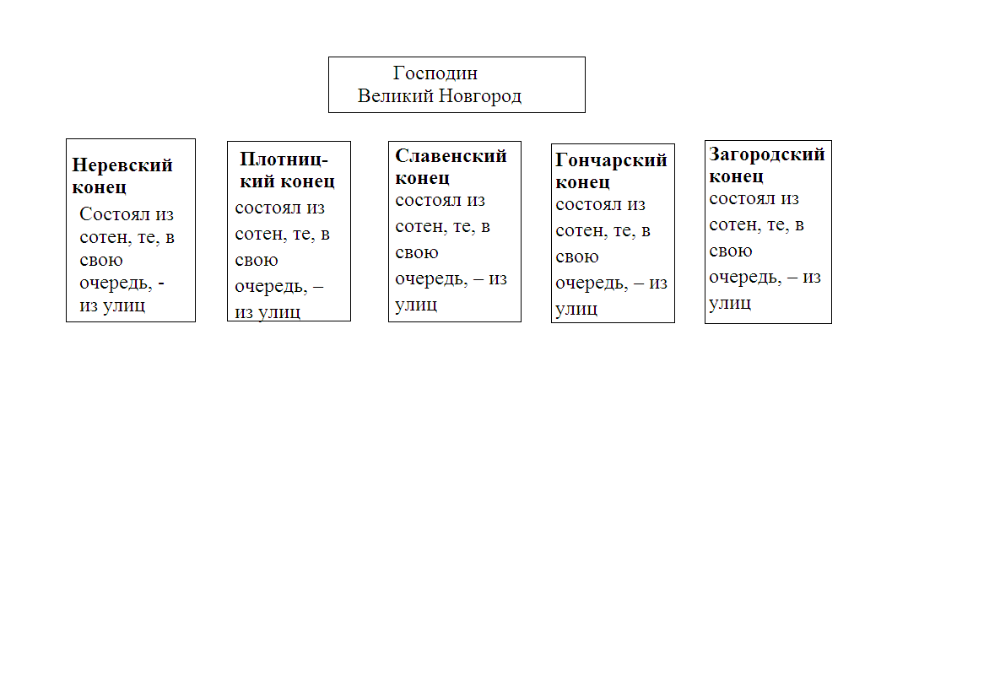 Господин
Великий Новгород
Неревский
конец
Состоял из
сотен, те, в
свою
очередь, -
из улиц
Плотниц-
кий конец
состоял из
сотен, те, в
свою
очередь, –
из улиц
Славенский
конец
состоял из
сотен, те, в
свою
очередь, – из
улиц
Гончарский
конец
состоял из
сотен, те, в
свою
очередь, – из
улиц
Загородский
конец
состоял из
сотен, те, в
свою
очередь, – из
улиц